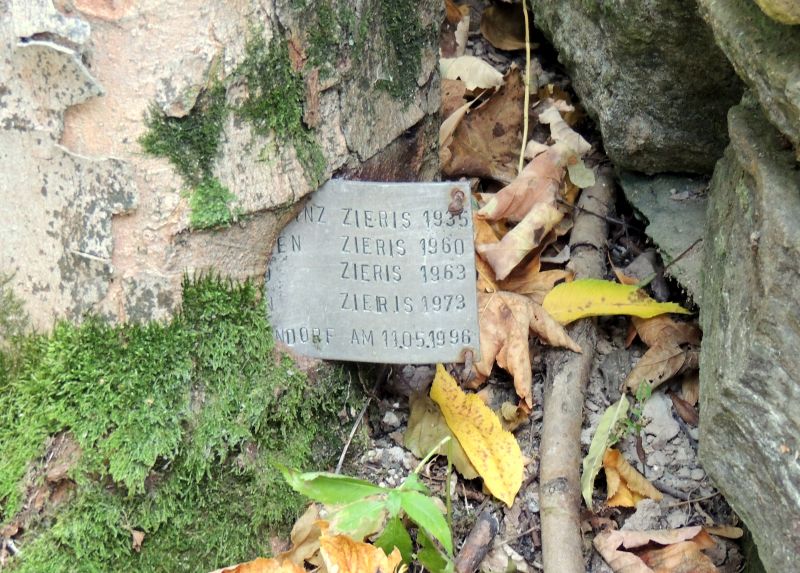 NZ ZIERIS 1935
EN ZIERIS 1960
ZIERIS 1963
ZIERIS 1973
NDORF AM 11.05.1996